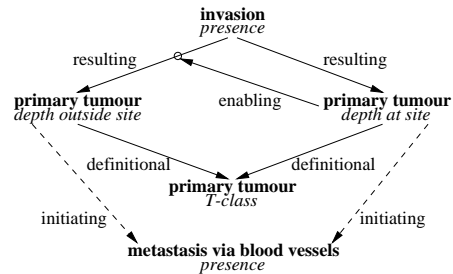 invasion
presence
resulting
resulting
primary tumour
depth outside site
enabling
primary tumour
depth at site
definitional
definitional
primary tumour
T-class
initiating
initiating
metastasis via blood vessels
presence